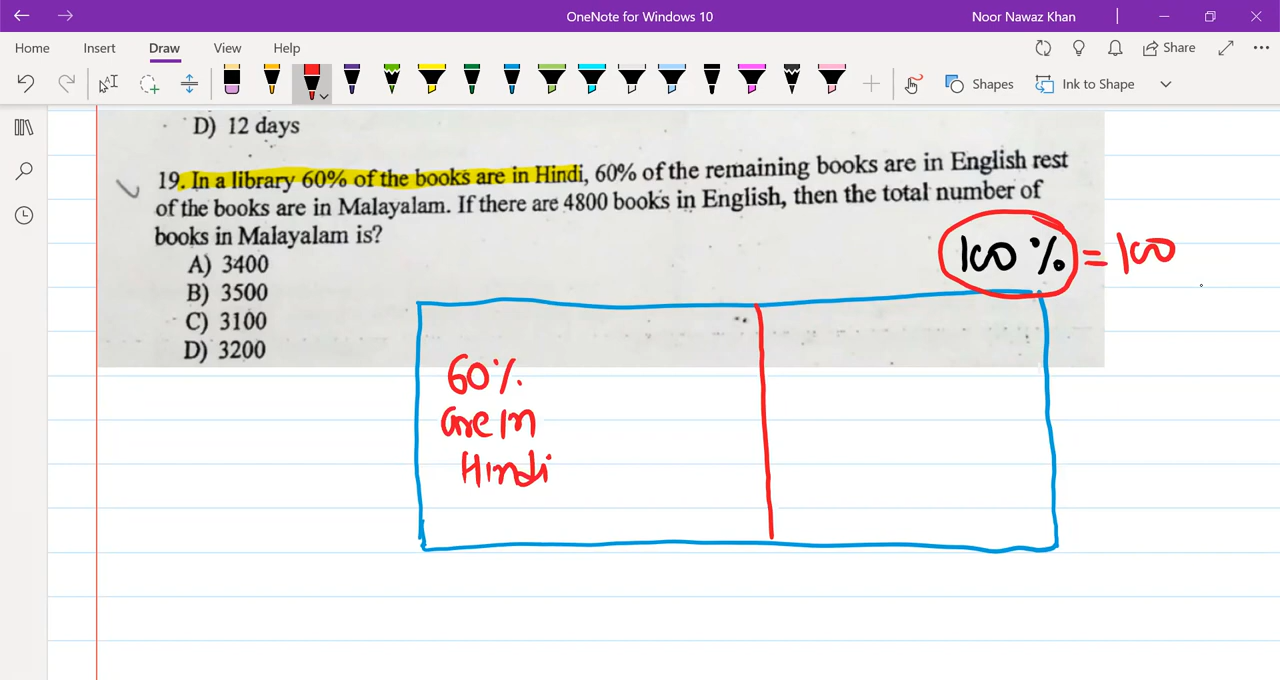 OneNote for Windows 10
Noor Nawaz Khan
Home Insert Draw View Help
Share
Shapes
Ink to Shape
D) 12 days
19. In a library 60% of the books are in Hindi, 60% of the remaining books are in English rest
of the books are in Malayalam. If there are 4800 books in English, then the total number of
books in Malayalam is?
A) 3400
B) 3500
C) 3100
D) 3200
100 % = 100
60%
are in
Hindi